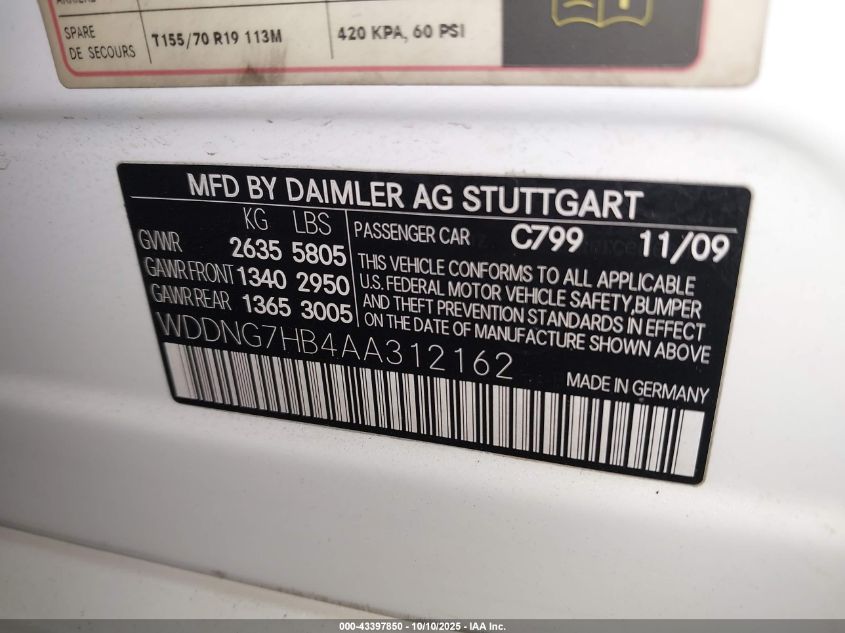 SPARE
DE SECOURS
T155/70 R19 113M
420 KPA, 60 PSI
MFD BY DAIMLER AG STUTTGART
KG LBS
GVWR 2635 5805
GAWR FRONT 1340 2950
GAWR REAR 1365 3005
PASSENGER CAR C799 11/09
THIS VEHICLE CONFORMS TO ALL APPLICABLE
U.S. FEDERAL MOTOR VEHICLE SAFETY,BUMPER
AND THEFT PREVENTION STANDARDS IN EFFECT
ON THE DATE OF MANUFACTURE SHOWN ABOVE
WDDNG7HB4AA312162
MADE IN GERMANY
000-43397850 - 10/10/2025 - IAA Inc.